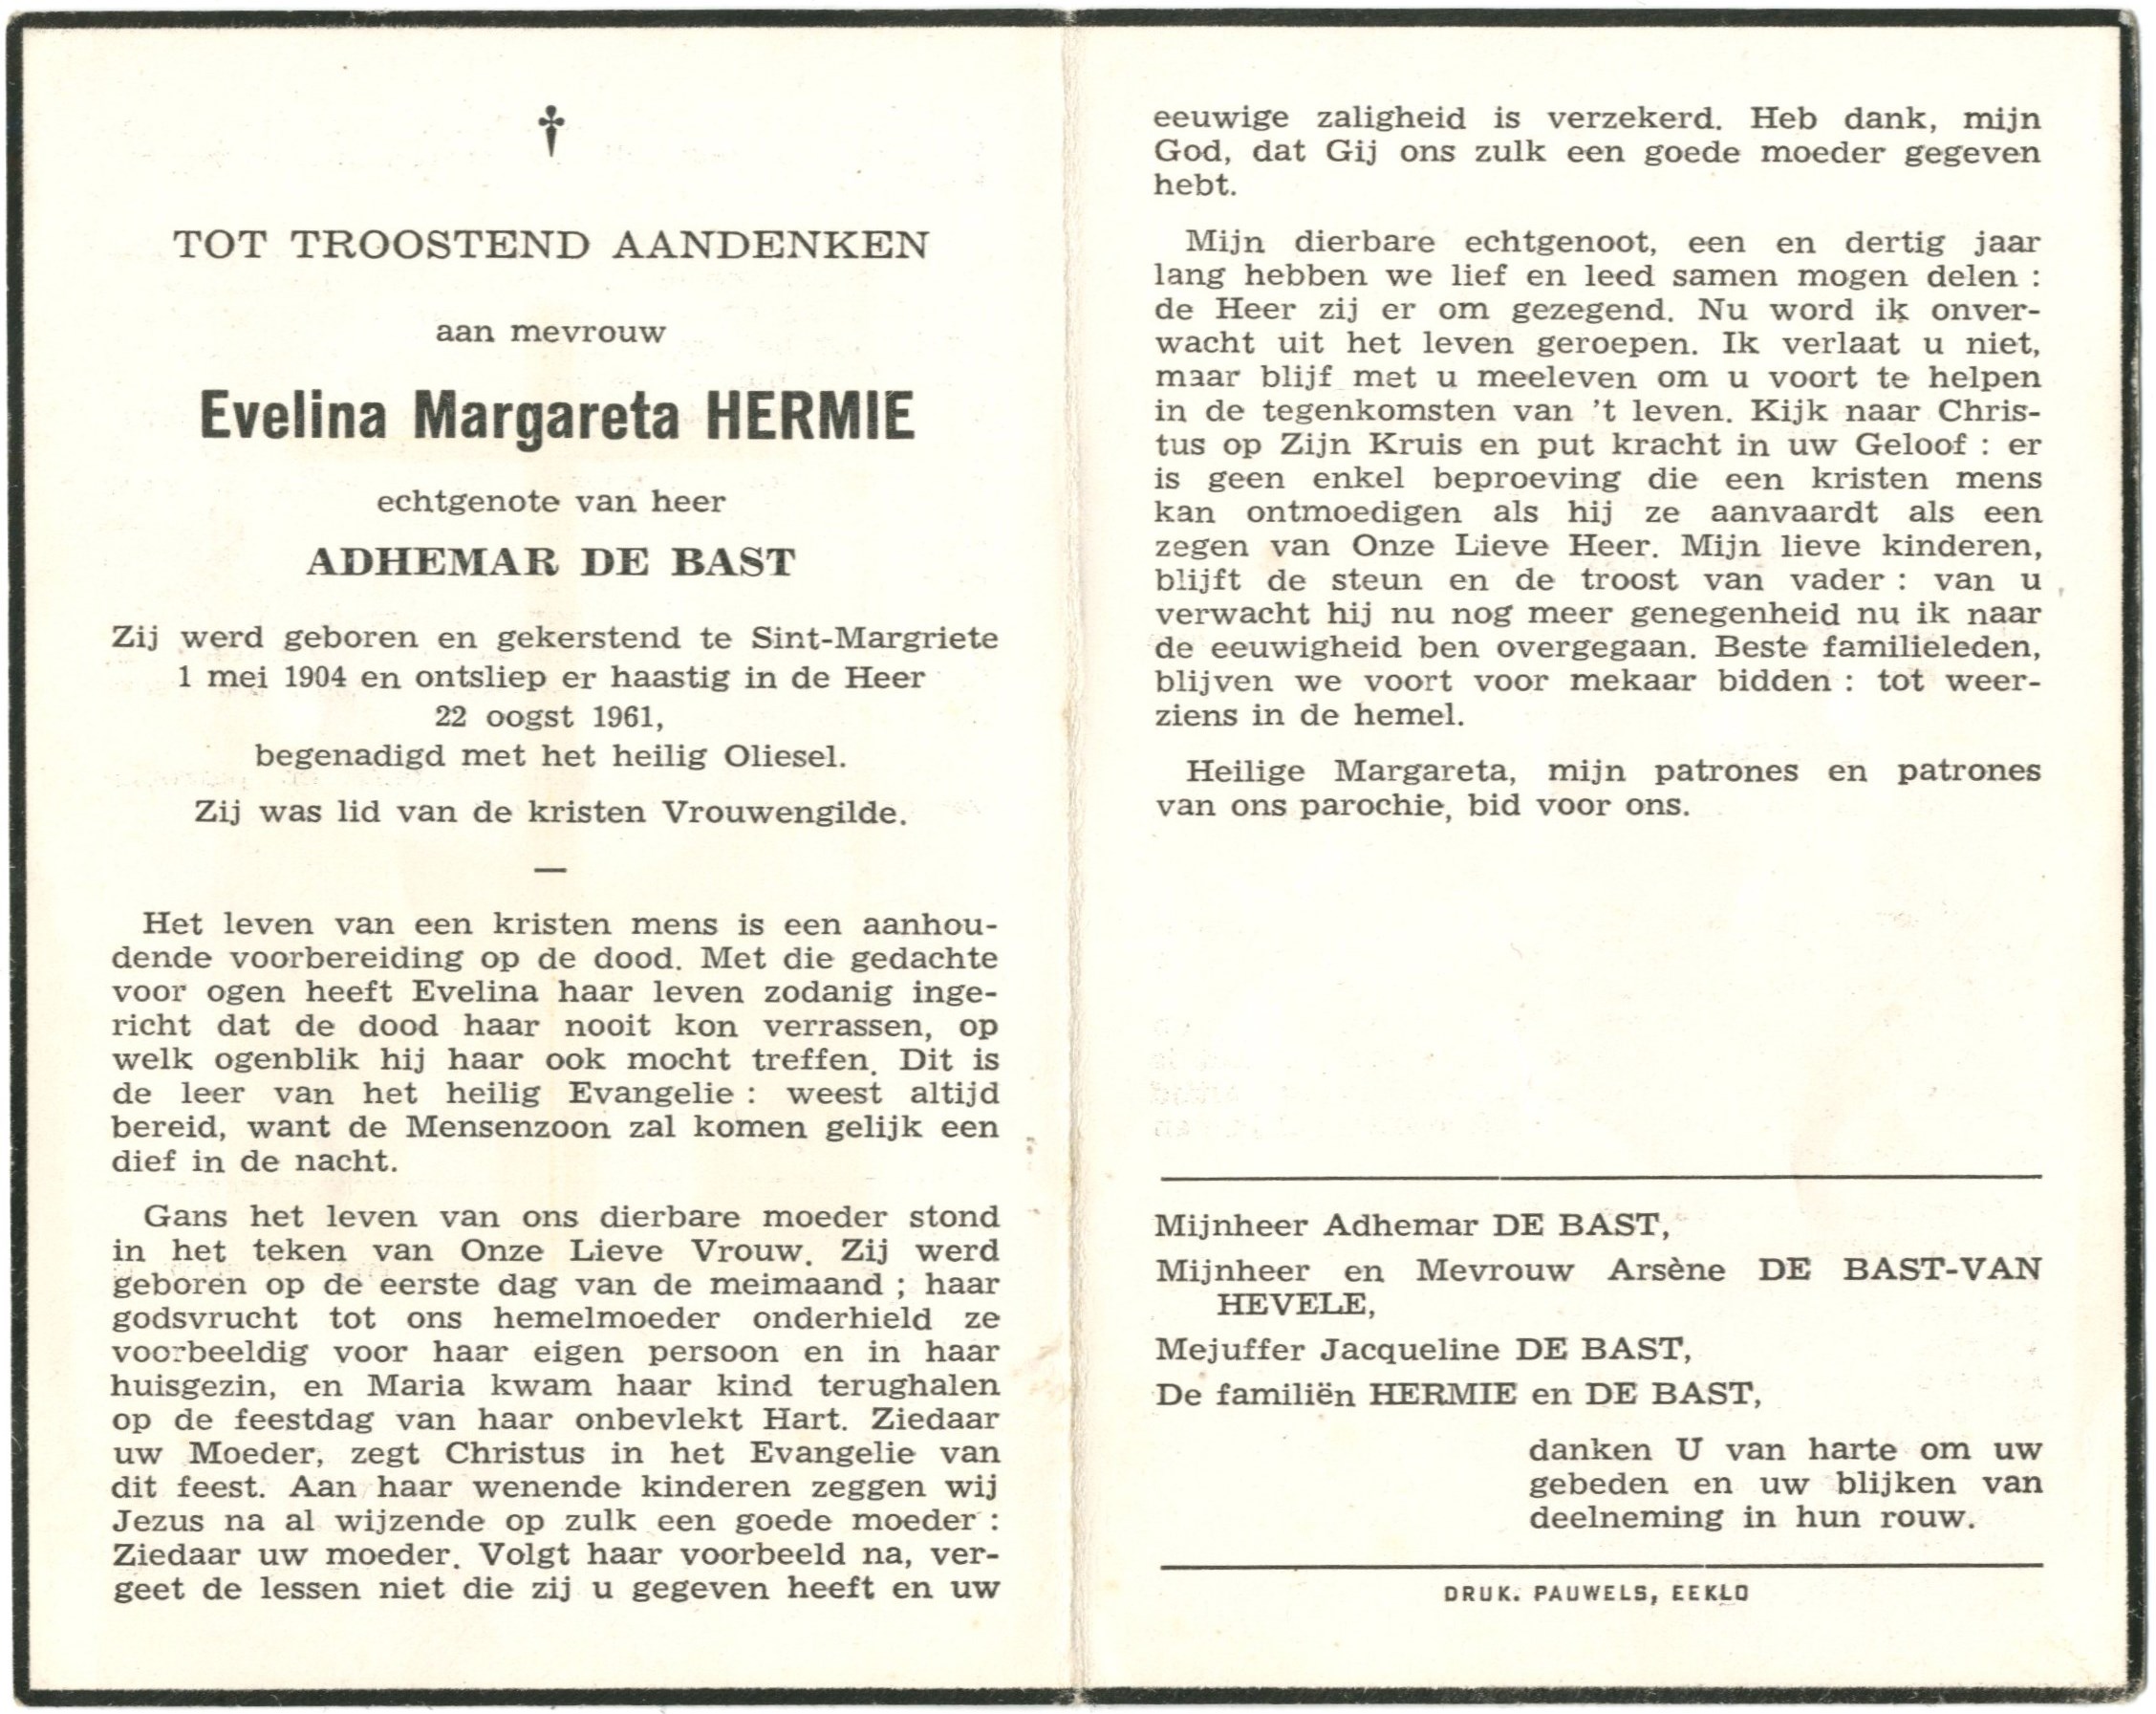 †
TOT TROOSTEND AANDENKEN
aan mevrouw
Evelina Margareta HERMIE
echtgenote van heer
ADHEMAR DE BAST
Zij werd geboren en gekerstend te Sint-Margriete
1 mei 1904 en ontsliep er haastig in de Heer
22 oogst 1961,
begenadigd met het heilig Oliesel.
Zij was lid van de kristen Vrouwengilde.
—
Het leven van een kristen mens is een aanhou-
dende voorbereiding op de dood. Met die gedachte
voor ogen heeft Evelina haar leven zodanig inge-
richt dat de dood haar nooit kon verrassen, op
welk ogenblik hij haar ook mocht treffen. Dit is
de leer van het heilig Evangelie : weest altijd
bereid, want de Mensenzoon zal komen gelijk een
dief in de nacht.
Gans het leven van ons dierbare moeder stond
in het teken van Onze Lieve Vrouw. Zij werd
geboren op de eerste dag van de meimaand ; haar
godsvrucht tot ons hemelmoeder onderhield ze
voorbeeldig voor haar eigen persoon en in haar
huisgezin, en Maria kwam haar kind terughalen
op de feestdag van haar onbevlekt Hart. Ziedaar
uw Moeder, zegt Christus in het Evangelie van
dit feest. Aan haar wenende kinderen zeggen wij
Jezus na al wijzende op zulk een goede moeder :
Ziedaar uw moeder. Volgt haar voorbeeld na, ver-
geet de lessen niet die zij u gegeven heeft en uw
eeuwige zaligheid is verzekerd. Heb dank, mijn
God, dat Gij ons zulk een goede moeder gegeven
hebt.
Mijn dierbare echtgenoot, een en dertig jaar
lang hebben we lief en leed samen mogen delen :
de Heer zij er om gezegend. Nu word ik onver-
wacht uit het leven geroepen. Ik verlaat u niet,
maar blijf met u meeleven om u voort te helpen
in de tegenkomsten van 't leven. Kijk naar Chris-
tus op Zijn Kruis en put kracht in uw Geloof : er
is geen enkel beproeving die een kristen mens
kan ontmoedigen als hij ze aanvaardt als een
zegen van Onze Lieve Heer. Mijn lieve kinderen,
blijft de steun en de troost van vader : van u
verwacht hij nu nog meer genegenheid nu ik naar
de eeuwigheid ben overgegaan. Beste familieleden,
blijven we voort voor mekaar bidden : tot weer-
ziens in de hemel.
Heilige Margareta, mijn patrones en patrones
van ons parochie, bid voor ons.
Mijnheer Adhemar DE BAST,
Mijnheer en Mevrouw Arsène DE BAST-VAN
HEVELE,
Mejuffer Jacqueline DE BAST,
De familiën HERMIE en DE BAST,
danken U van harte om uw
gebeden en uw blijken van
deelneming in hun rouw.
DRUK. PAUWELS, EEKLO